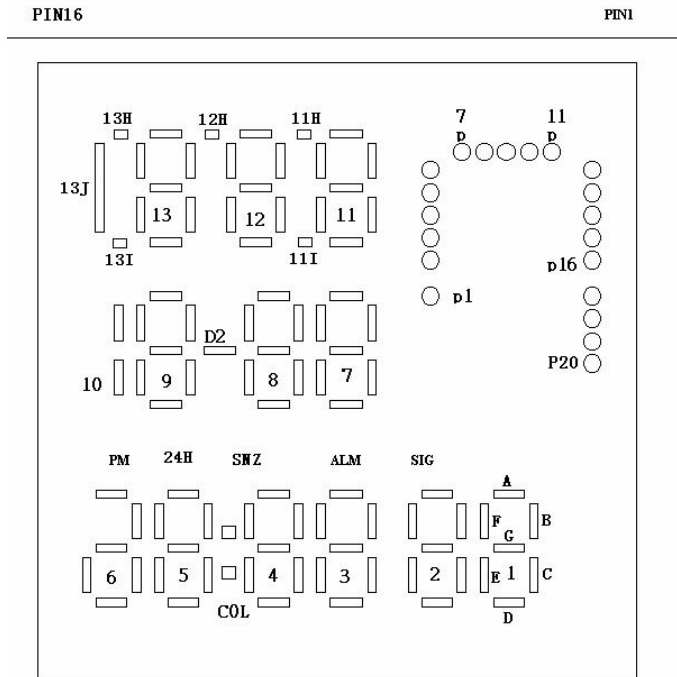 PIN16 PIN1
13H 12H 11H 7 11
p p
13J
13 12 11
13I 11I p16
p1
D2
P20
10 9 8 7
PM 24H SNZ ALM SIG
A
F B
G
6 5 4 3 2 E 1 C
COL D